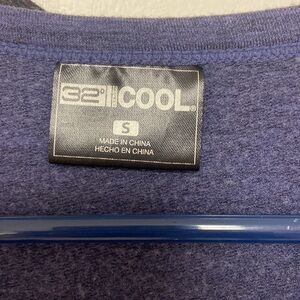 32° COOL
S
MADE IN CHINA
HECHO EN CHINA